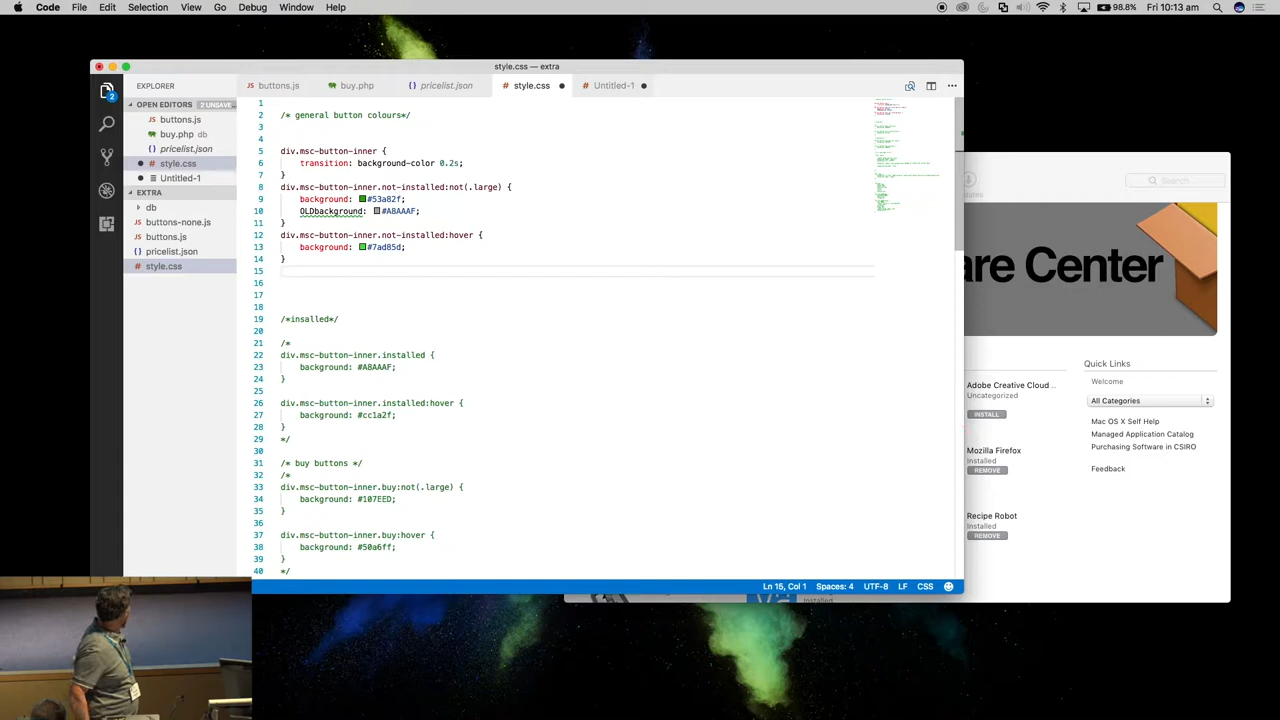 Code File Edit Selection View Go Debug Window Help 98.8% Fri 10:13 am
style.css — extra
EXPLORER
buttons.js buy.php pricelist.json style.css Untitled-1
OPEN EDITORS 2 UNSAVE...
buttons.js
buy.php db
pricelist.json
style.css
Untitled-1
EXTRA
db
buttons-none.js
buttons.js
pricelist.json
style.css
2
1
2 /* general button colours*/
3
4
5 div.msc-button-inner {
6 transition: background-color 0.2s;
7 }
8 div.msc-button-inner.not-installed:not(.large) {
9 background: #53a82f;
10 OLDbackground: #A8AAAF;
11 }
12 div.msc-button-inner.not-installed:hover {
13 background: #7ad85d;
14 }
15
16
17
18
19 /*insalled*/
20
21 /*
22 div.msc-button-inner.installed {
23 background: #A8AAAF;
24 }
25
26 div.msc-button-inner.installed:hover {
27 background: #cc1a2f;
28 }
29 */
30
31 /* buy buttons */
32 /*
33 div.msc-button-inner.buy:not(.large) {
34 background: #107EED;
35 }
36
37 div.msc-button-inner.buy:hover {
38 background: #50a6ff;
39 }
40 */
Ln 15, Col 1 Spaces: 4 UTF-8 LF CSS
Search
are Center
Adobe Creative Cloud ...
Uncategorized
INSTALL
Mozilla Firefox
Installed
REMOVE
Recipe Robot
Installed
REMOVE
Installed
Quick Links
Welcome
All Categories
Mac OS X Self Help
Managed Application Catalog
Purchasing Software in CSIRO
Feedback